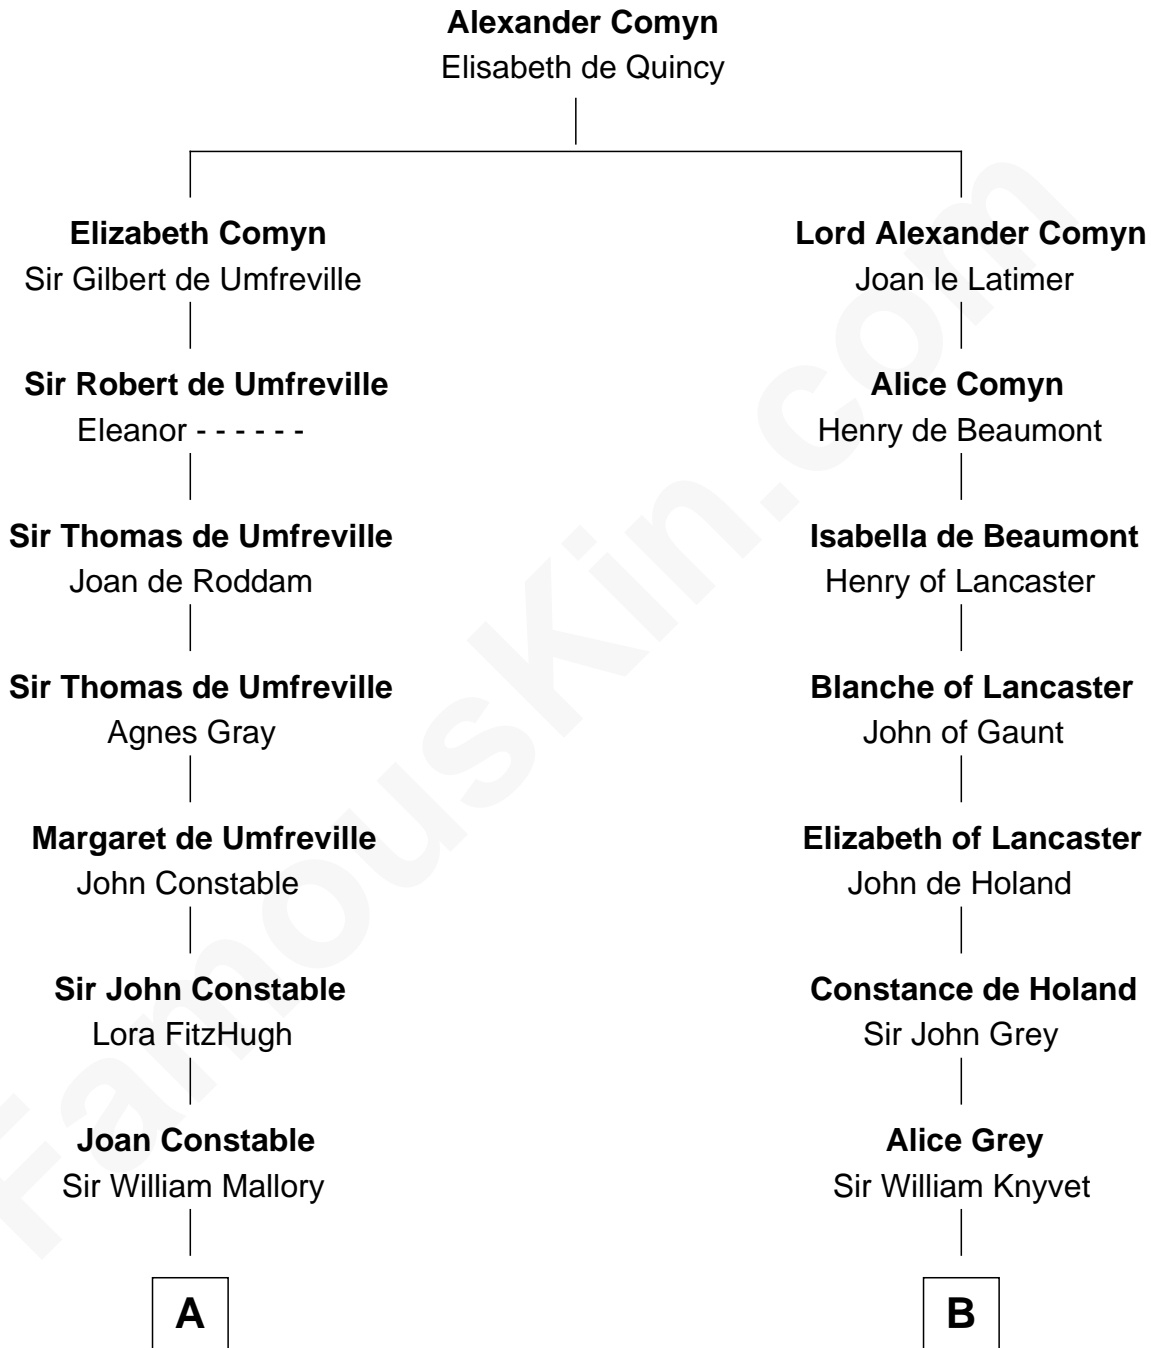 Alexander Comyn
Elisabeth de Quincy
Elizabeth Comyn
Sir Gilbert de Umfreville
Lord Alexander Comyn
Joan le Latimer
Sir Robert de Umfreville
Eleanor - - - - - -
Alice Comyn
Henry de Beaumont
Sir Thomas de Umfreville
Joan de Roddam
Isabella de Beaumont
Henry of Lancaster
Sir Thomas de Umfreville
Agnes Gray
Blanche of Lancaster
John of Gaunt
Margaret de Umfreville
John Constable
Elizabeth of Lancaster
John de Holand
Sir John Constable
Lora FitzHugh
Constance de Holand
Sir John Grey
Joan Constable
Sir William Mallory
Alice Grey
Sir William Knyvet
A
B
FamousKin.com